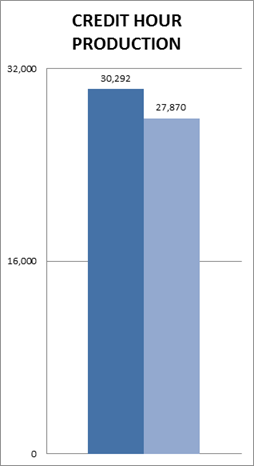 CREDIT HOUR
PRODUCTION
32,000
30,292
27,870
16,000
0